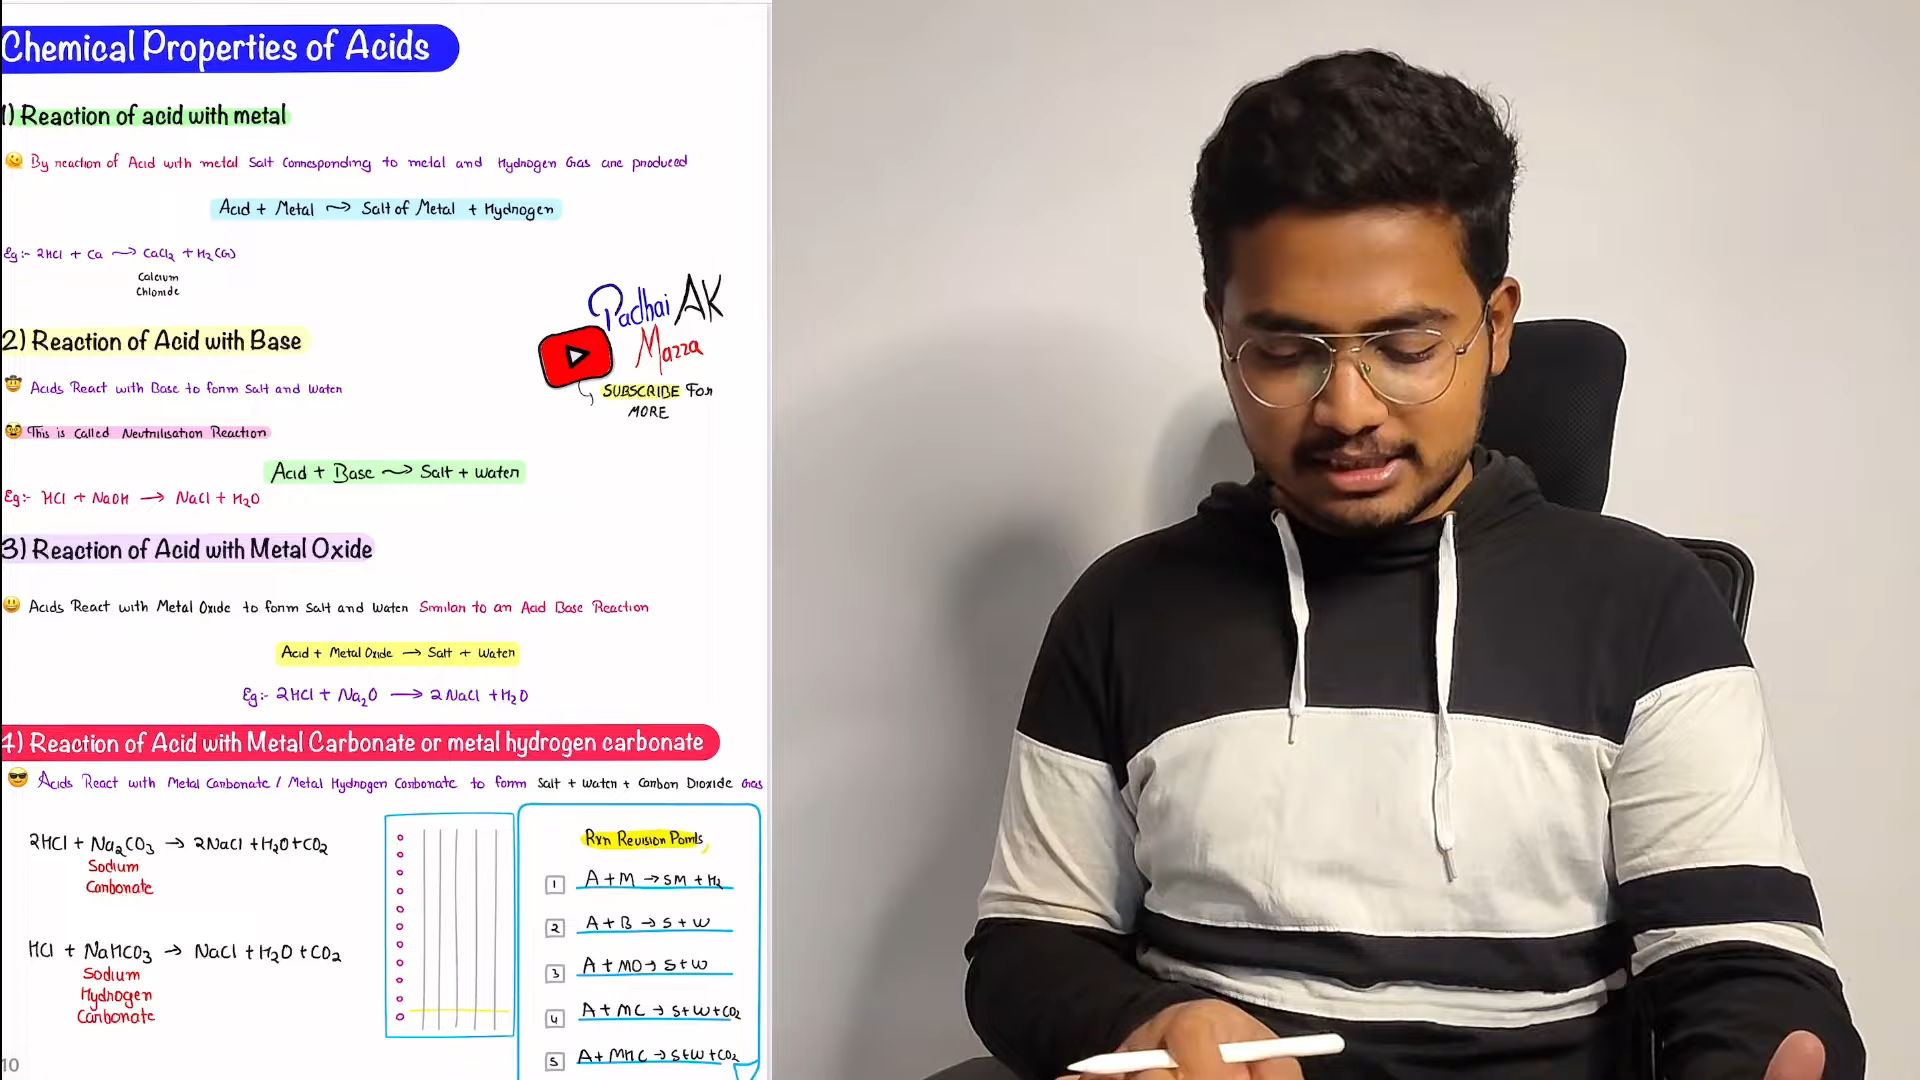 Chemical Properties of Acids
1) Reaction of acid with metal
By reaction of Acid with metal Salt Corresponding to metal and Hydrogen Gas are produced
Acid + Metal → Salt of Metal + Hydrogen
Eg:- 2HCl + Ca → CaCl₂ + H₂(G)
Calcium
Chloride
Padhai AK
Mazza
SUBSCRIBE For
MORE
2) Reaction of Acid with Base
Acids React with Base to form Salt and Water
This is Called Neutrilisation Reaction
Acid + Base → Salt + Water
Eg:- HCl + NaOH → NaCl + H₂O
3) Reaction of Acid with Metal Oxide
Acids React with Metal Oxide to form Salt and Water Similar to an Acid Base Reaction
Acid + Metal Oxide → Salt + Water
Eg:- 2HCl + Na₂O → 2NaCl + H₂O
4) Reaction of Acid with Metal Carbonate or metal hydrogen carbonate
Acids React with Metal Carbonate / Metal Hydrogen Carbonate to form Salt + Water + Carbon Dioxide Gas
2HCl + Na₂CO₃ → 2NaCl + H₂O + CO₂
Sodium
Carbonate
HCl + NaHCO₃ → NaCl + H₂O + CO₂
Sodium
Hydrogen
Carbonate
Rxn Revision Points
1 A + M → SM + H₂
2 A + B → S + W
3 A + MO → S + W
4 A + MC → S + W + CO₂
5 A + MHC → S + W + CO₂
10